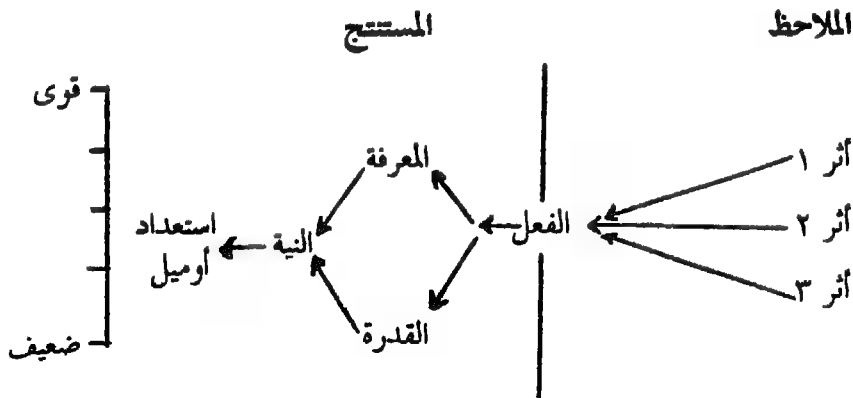 الملاحظ
المستنتج
قوى
أثر ١
المعرفة
أثر ٢
الفعل
النية
استعداد
أوميل
أثر ٣
القدرة
ضعيف